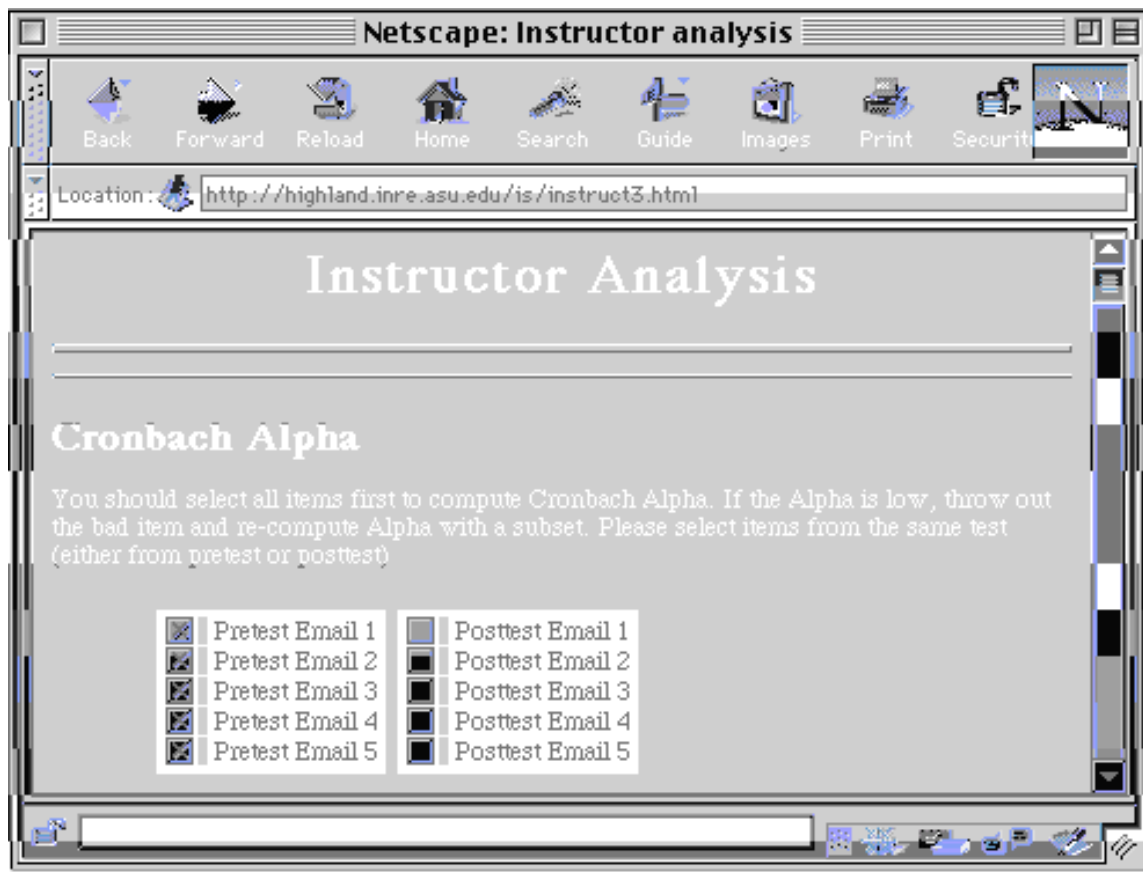 Netscape: Instructor analysis
Back Forward Reload Home Search Guide Images Print Securit
Location: http://highland.inre.asu.edu/is/instruct3.html
Instructor Analysis
Cronbach Alpha
You should select all items first to compute Cronbach Alpha. If the Alpha is low, throw out
the bad item and re-compute Alpha with a subset. Please select items from the same test
(either from pretest or posttest)
Pretest Email 1 Posttest Email 1
Pretest Email 2 Posttest Email 2
Pretest Email 3 Posttest Email 3
Pretest Email 4 Posttest Email 4
Pretest Email 5 Posttest Email 5